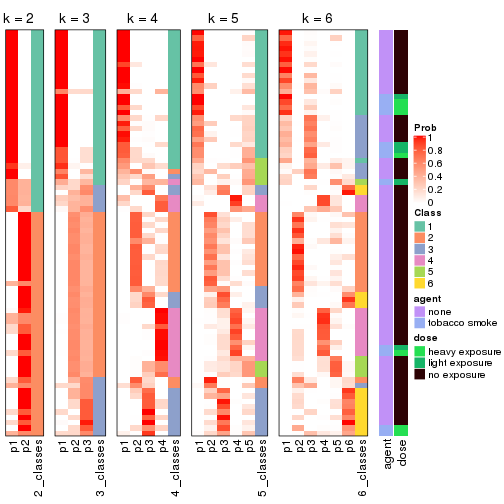 k = 2
k = 3
k = 4
k = 5
k = 6
Prob
1
0.8
0.6
0.4
0.2
0
Class
1
2
3
4
5
6
agent
none
tobacco smoke
dose
heavy exposure
light exposure
no exposure
p1
p2
2_classes
p1
p2
p3
3_classes
p1
p2
p3
p4
4_classes
p1
p2
p3
p4
p5
5_classes
p1
p2
p3
p4
p5
p6
6_classes
agent
dose